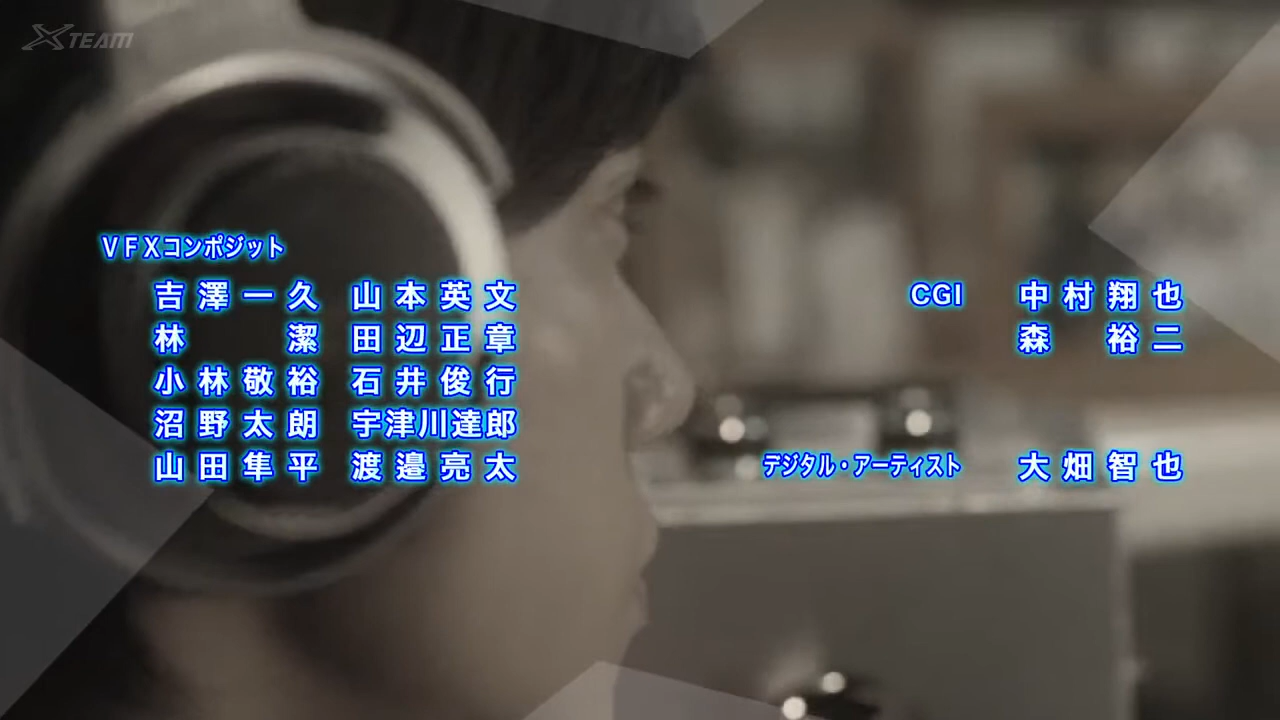 XTEAM
VFXコンポジット
吉澤一久 山本英文
林 潔 田辺正章
小林敬裕 石井俊行
沼野太朗 宇津川達郎
山田隼平 渡邉亮太
CGI 中村翔也
森 裕二
デジタル・アーティスト 大畑智也